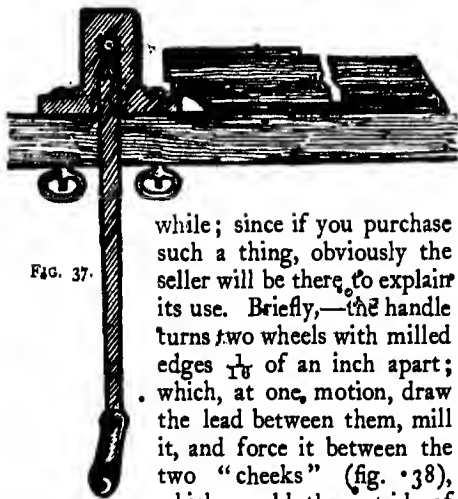 while; since if you purchase
such a thing, obviously the
FIG. 37.
seller will be there to explain
its use. Briefly,—the handle
turns two wheels with milled
edges 1/16 of an inch apart;
which, at one motion, draw
the lead between them, mill
it, and force it between the
two “cheeks” (fig. 38),